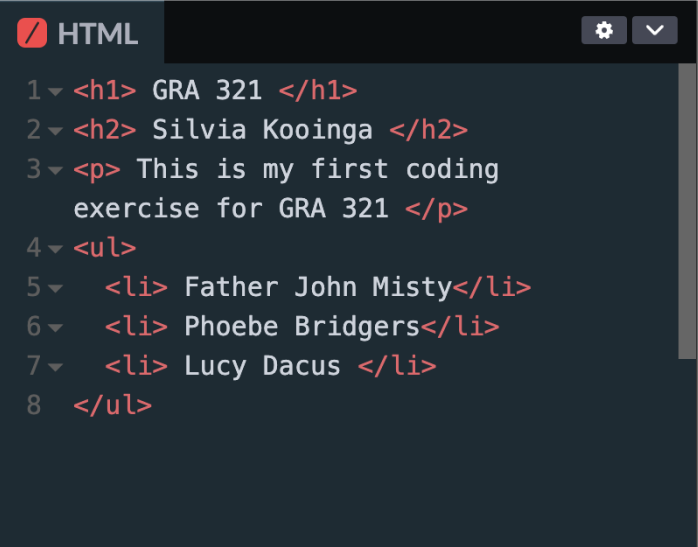 HTML
1 <h1> GRA 321 </h1>
2 <h2> Silvia Kooinga </h2>
3 <p> This is my first coding
exercise for GRA 321 </p>
4 <ul>
5 <li> Father John Misty</li>
6 <li> Phoebe Bridgers</li>
7 <li> Lucy Dacus </li>
8 </ul>